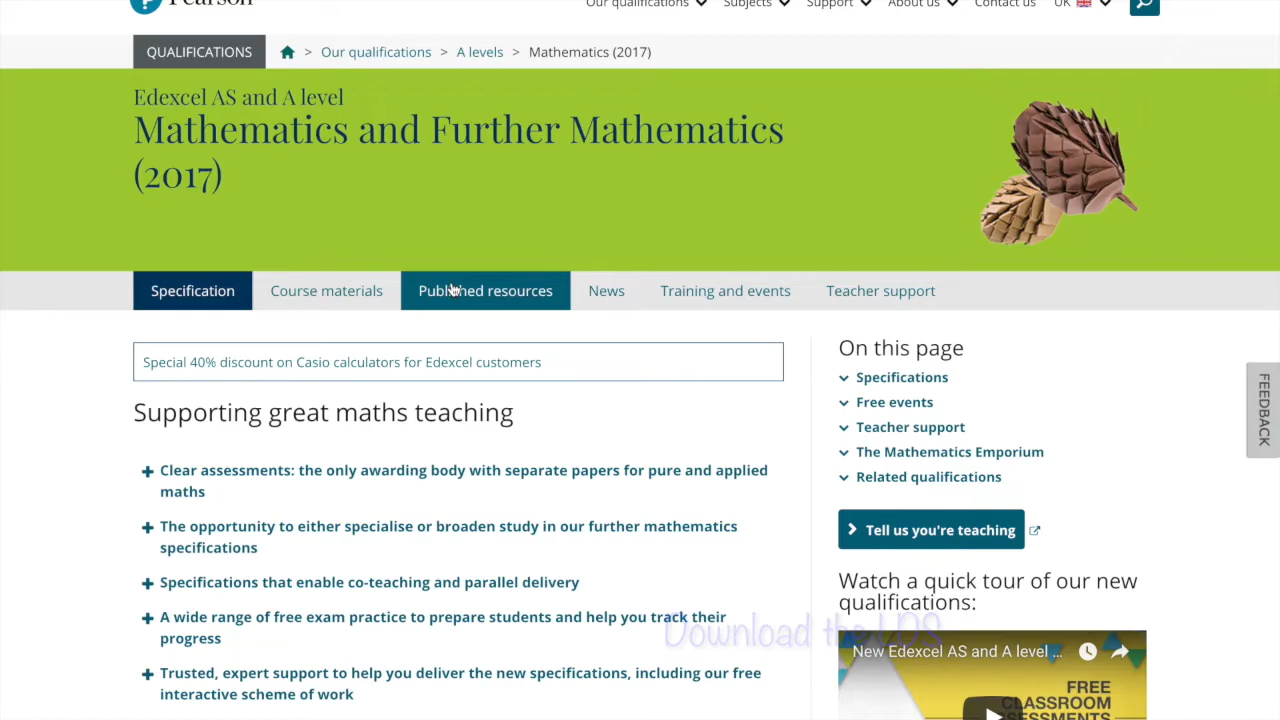 Pearson
Our qualifications Subjects Support About us Contact us UK
QUALIFICATIONS > Our qualifications > A levels > Mathematics (2017)
Edexcel AS and A level
Mathematics and Further Mathematics
(2017)
Specification Course materials Published resources News Training and events Teacher support
Special 40% discount on Casio calculators for Edexcel customers
Supporting great maths teaching
Clear assessments: the only awarding body with separate papers for pure and applied
maths
The opportunity to either specialise or broaden study in our further mathematics
specifications
Specifications that enable co-teaching and parallel delivery
A wide range of free exam practice to prepare students and help you track their
progress
Trusted, expert support to help you deliver the new specifications, including our free
interactive scheme of work
On this page
Specifications
Free events
Teacher support
The Mathematics Emporium
Related qualifications
Tell us you're teaching
Watch a quick tour of our new
qualifications:
Download the LDS
New Edexcel AS and A level ...
FREE
CLASSROOM
ASSESSMENTS
FEEDBACK